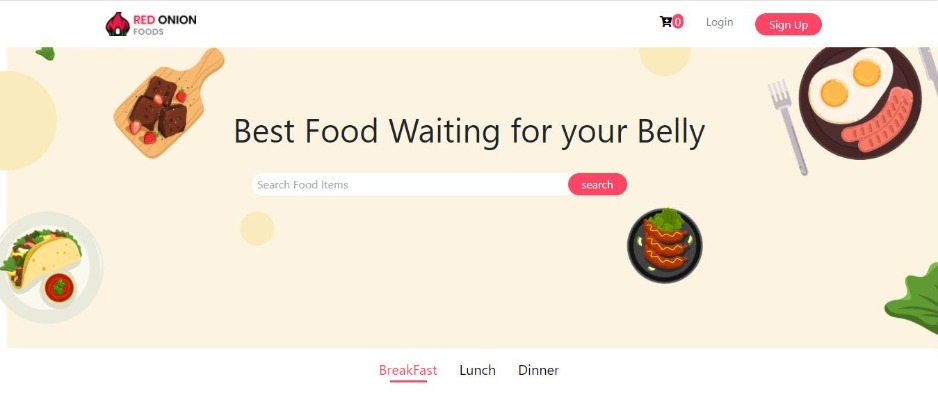 RED ONION
FOODS
0
Login
Sign Up
Best Food Waiting for your Belly
Search Food Items
search
BreakFast
Lunch
Dinner